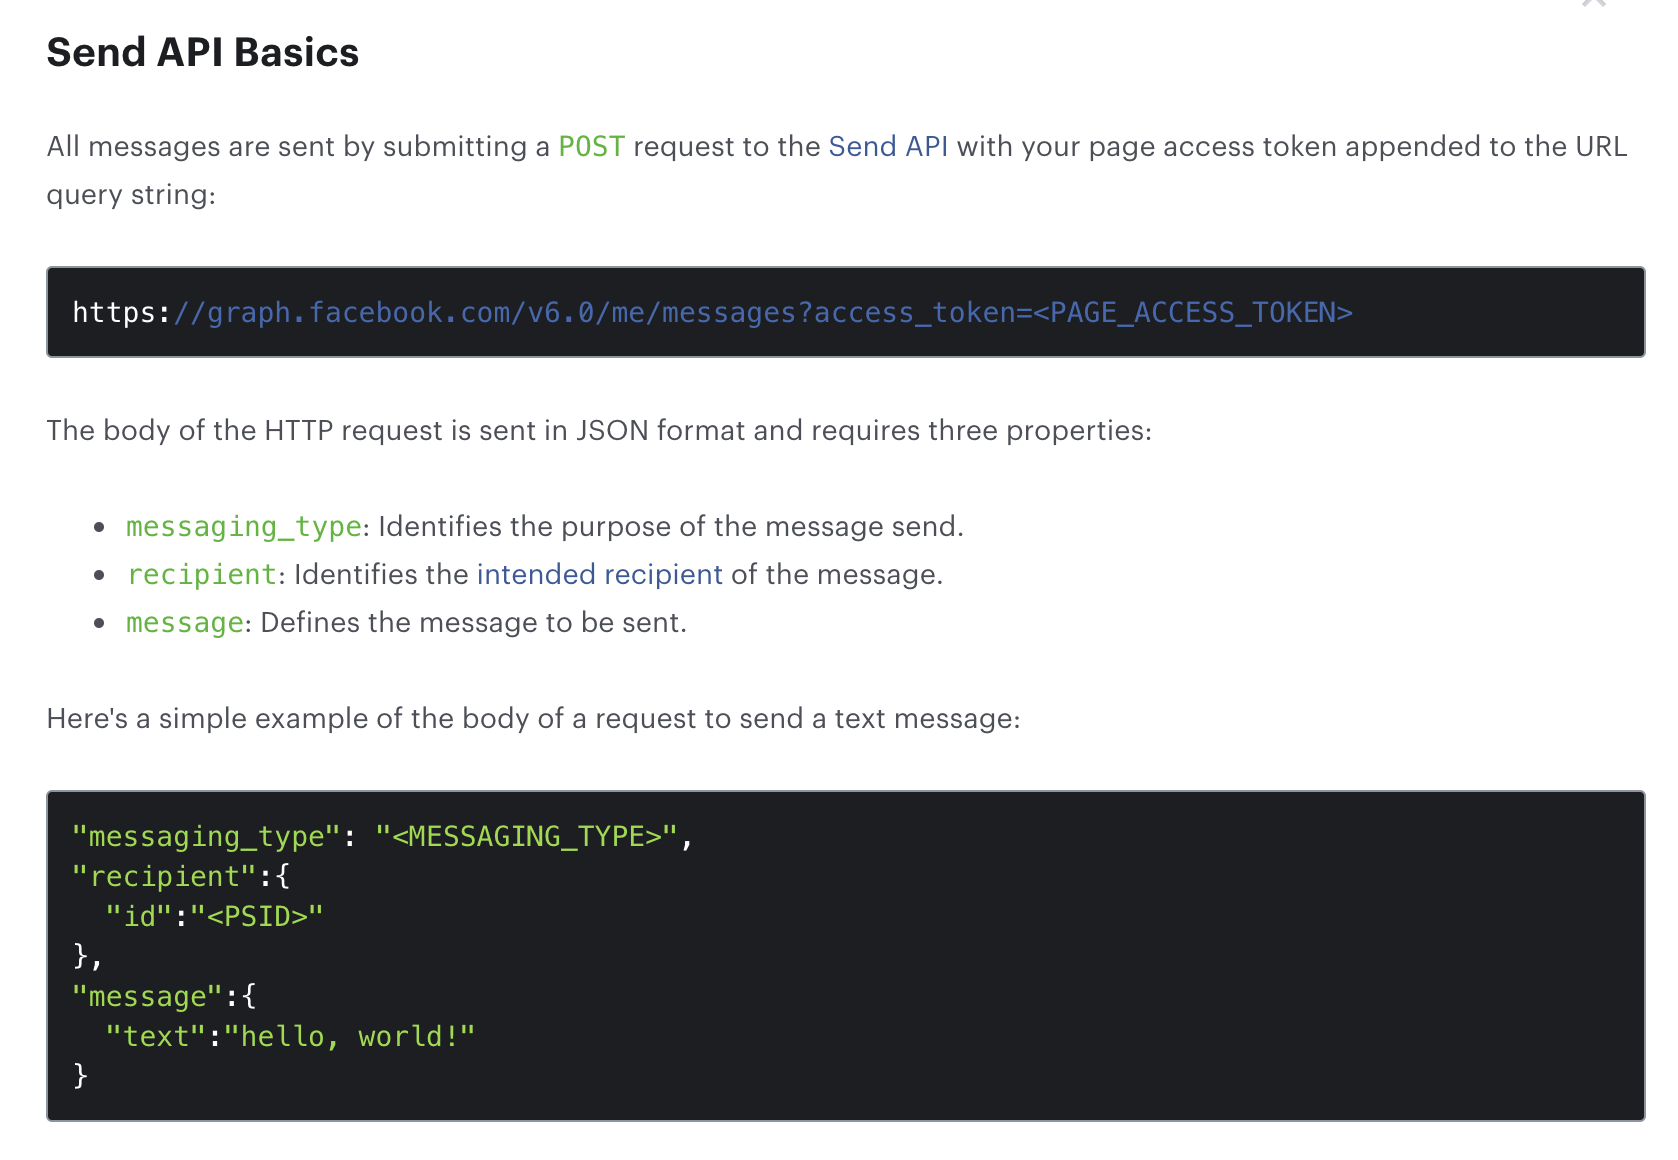 Send API Basics
All messages are sent by submitting a POST request to the Send API with your page access token appended to the URL
query string:
https://graph.facebook.com/v6.0/me/messages?access_token=<PAGE_ACCESS_TOKEN>
The body of the HTTP request is sent in JSON format and requires three properties:
• messaging_type: Identifies the purpose of the message send.
• recipient: Identifies the intended recipient of the message.
• message: Defines the message to be sent.
Here's a simple example of the body of a request to send a text message:
"messaging_type": "<MESSAGING_TYPE>",
"recipient":{
  "id":"<PSID>"
},
"message":{
  "text":"hello, world!"
}